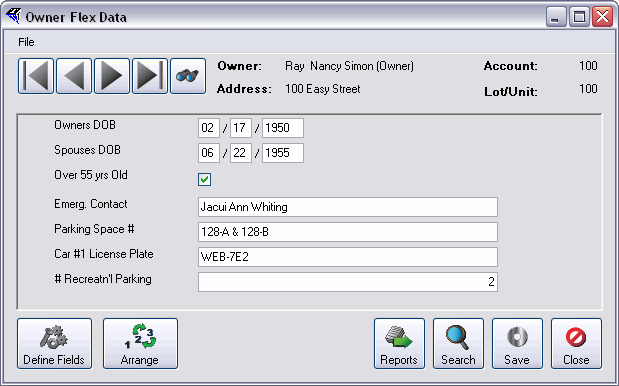 Owner Flex Data
File
Owner: Ray Nancy Simon (Owner) Account: 100
Address: 100 Easy Street Lot/Unit: 100
Owners DOB 02 / 17 / 1950
Spouses DOB 06 / 22 / 1955
Over 55 yrs Old
Emerg. Contact Jacui Ann Whiting
Parking Space # 128-A & 128-B
Car #1 License Plate WEB-7E2
# Recreatn'l Parking 2
1 2 3
Define Fields Arrange Reports Search Save Close